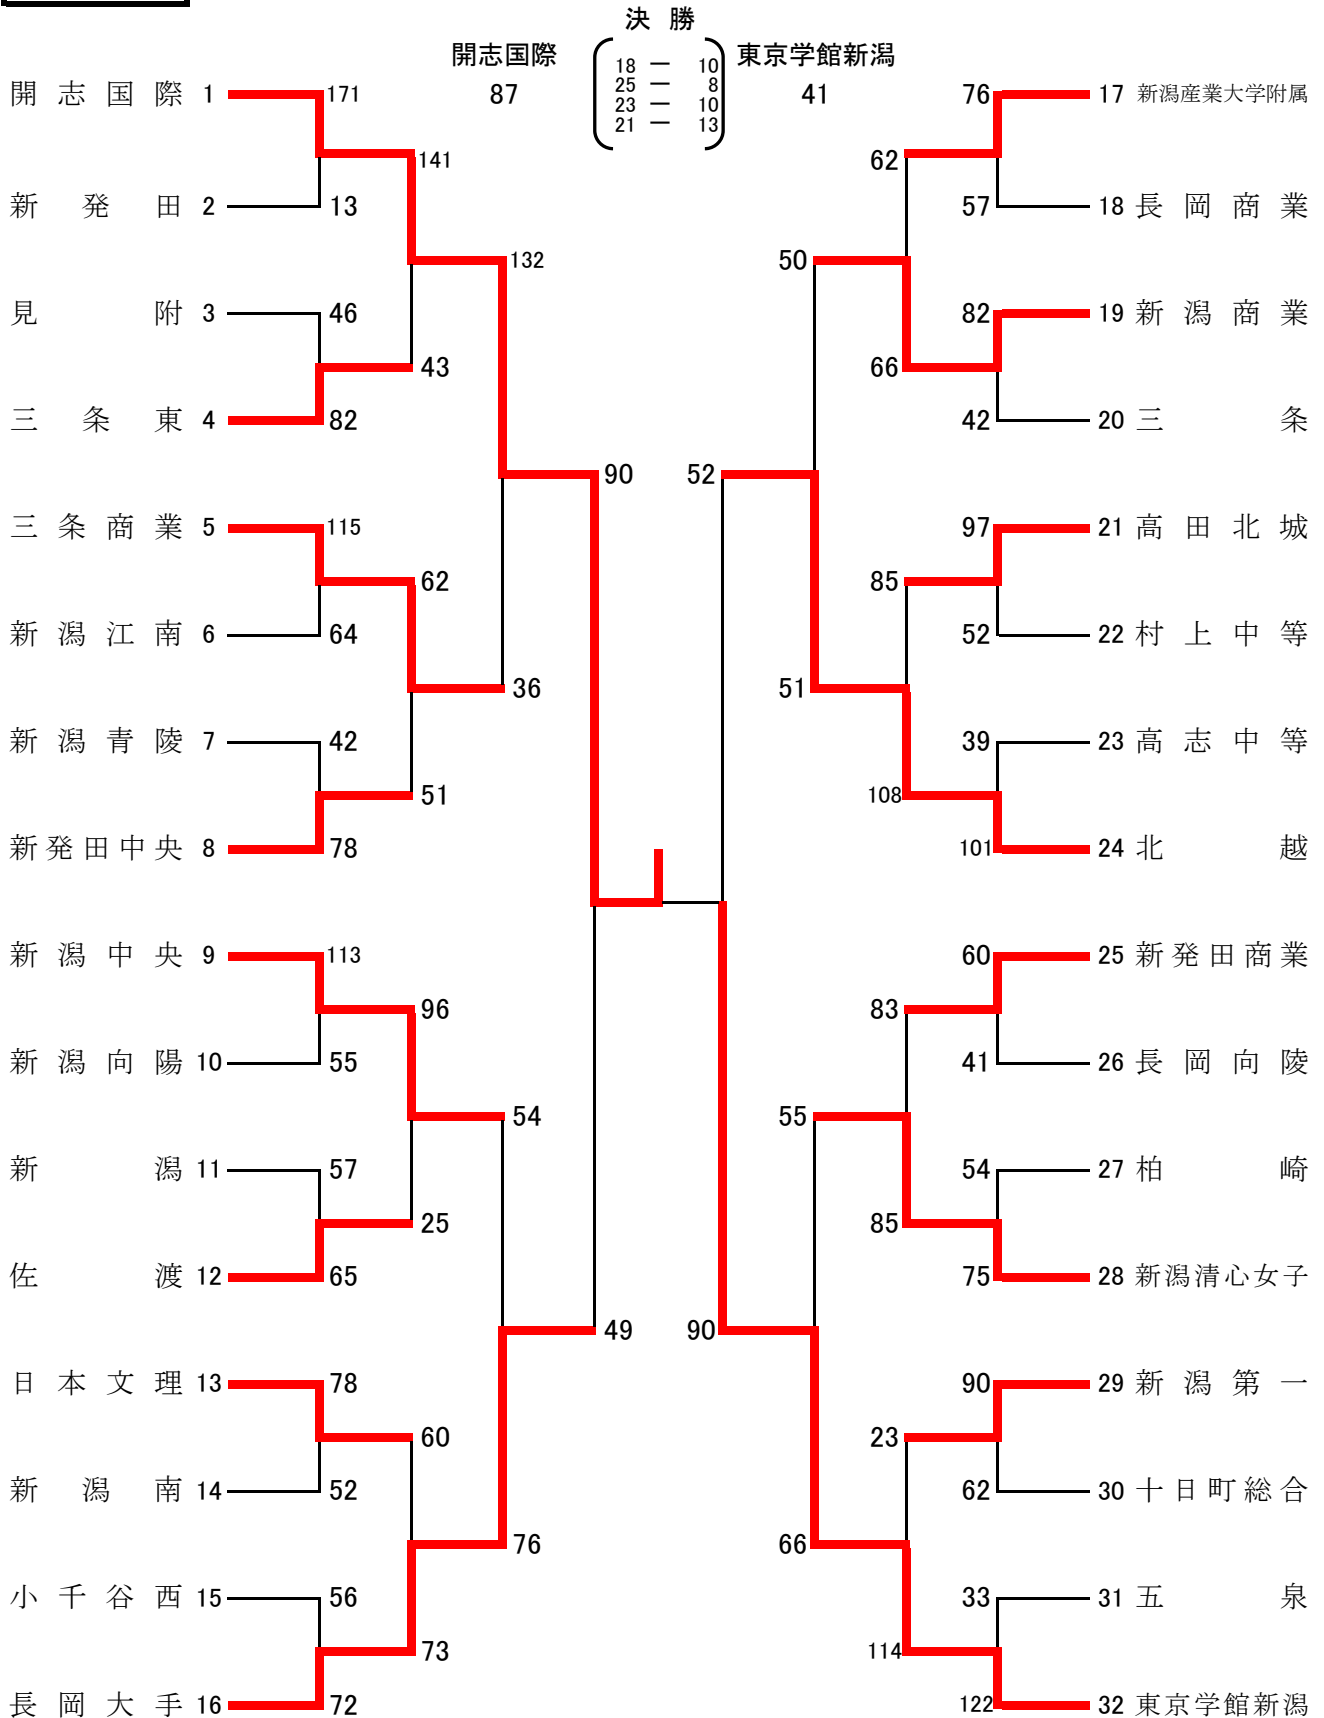 決勝
開志国際 東京学館新潟
87 41
18 ー 10
25 ー 8
23 ー 10
21 ー 13
開志国際 1 171
新発田 2 13
141
見附 3 46
三条東 4 82
43
132
三条商業 5 115
新潟江南 6 64
62
新潟青陵 7 42
新発田中央 8 78
51
36
90
新潟中央 9 113
新潟向陽 10 55
96
新潟 11 57
佐渡 12 65
25
54
日本文理 13 78
新潟南 14 52
60
小千谷西 15 56
長岡大手 16 72
73
76
49
76 17 新潟産業大学附属
57 18 長岡商業
62
82 19 新潟商業
42 20 三条
66
50
97 21 高田北城
52 22 村上中等
85
39 23 高志中等
101 24 北越
108
51
52
60 25 新発田商業
41 26 長岡向陵
83
54 27 柏崎
75 28 新潟清心女子
85
55
90 29 新潟第一
62 30 十日町総合
23
33 31 五泉
122 32 東京学館新潟
114
66
90